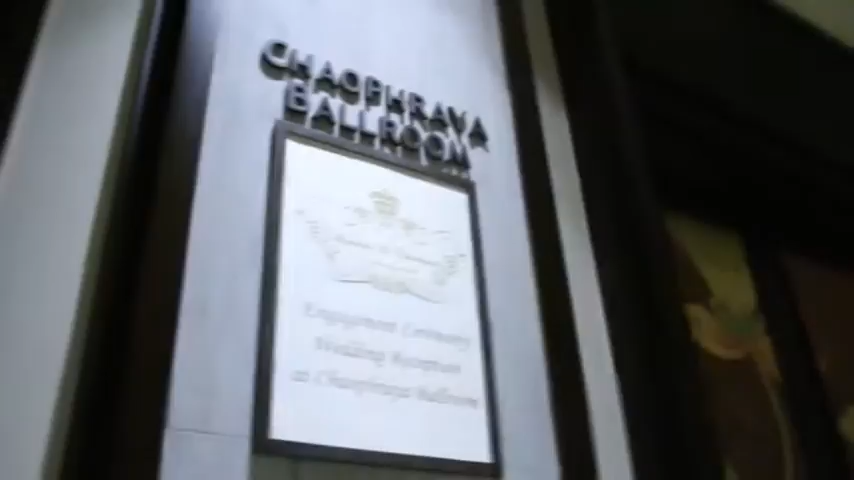 CHAOPHRAYA
BALLROOM
Engagement Ceremony
Wedding Reception
at Chaophraya Ballroom